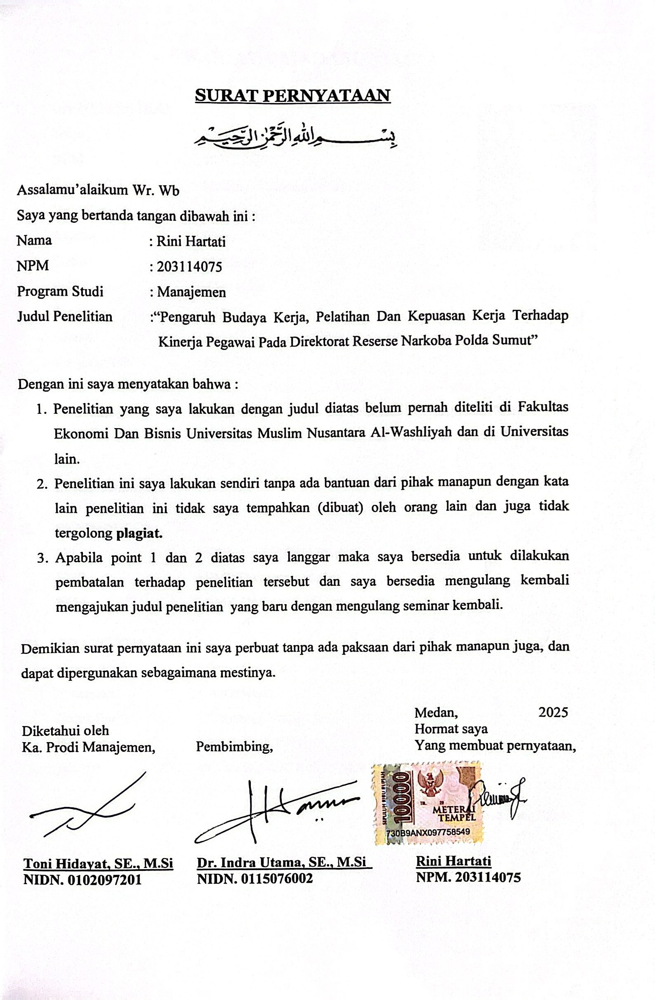 SURAT PERNYATAAN
بِسْمِ اللهِ الرَّحْمٰنِ الرَّحِيْمِ
Assalamu’alaikum Wr. Wb
Saya yang bertanda tangan dibawah ini :
Nama : Rini Hartati
NPM : 203114075
Program Studi : Manajemen
Judul Penelitian :“Pengaruh Budaya Kerja, Pelatihan Dan Kepuasan Kerja Terhadap
Kinerja Pegawai Pada Direktorat Reserse Narkoba Polda Sumut”
Dengan ini saya menyatakan bahwa :
1. Penelitian yang saya lakukan dengan judul diatas belum pernah diteliti di Fakultas
Ekonomi Dan Bisnis Universitas Muslim Nusantara Al-Washliyah dan di Universitas
lain.
2. Penelitian ini saya lakukan sendiri tanpa ada bantuan dari pihak manapun dengan kata
lain penelitian ini tidak saya tempahkan (dibuat) oleh orang lain dan juga tidak
tergolong plagiat.
3. Apabila point 1 dan 2 diatas saya langgar maka saya bersedia untuk dilakukan
pembatalan terhadap penelitian tersebut dan saya bersedia mengulang kembali
mengajukan judul penelitian yang baru dengan mengulang seminar kembali.
Demikian surat pernyataan ini saya perbuat tanpa ada paksaan dari pihak manapun juga, dan
dapat dipergunakan sebagaimana mestinya.
Medan, 2025
Diketahui oleh Hormat saya
Ka. Prodi Manajemen, Pembimbing, Yang membuat pernyataan,
SEPULUH RIBU RUPIAH
10000
TGL. 20
METERAI
TEMPEL
730B9ANX097758549
Toni Hidayat, SE., M.Si Dr. Indra Utama, SE., M.Si Rini Hartati
NIDN. 0102097201 NIDN. 0115076002 NPM. 203114075